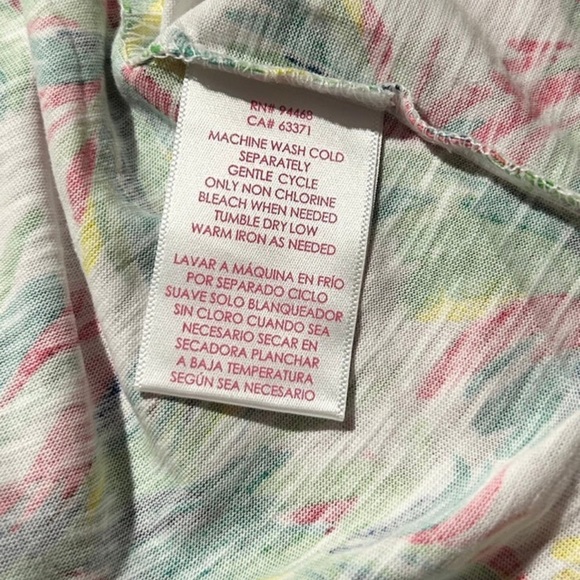 RN# 94468
CA# 63371
MACHINE WASH COLD
SEPARATELY
GENTLE CYCLE
ONLY NON CHLORINE
BLEACH WHEN NEEDED
TUMBLE DRY LOW
WARM IRON AS NEEDED
LAVAR A MÁQUINA EN FRÍO
POR SEPARADO CICLO
SUAVE SOLO BLANQUEADOR
SIN CLORO CUANDO SEA
NECESARIO SECAR EN
SECADORA PLANCHAR
A BAJA TEMPERATURA
SEGÚN SEA NECESARIO